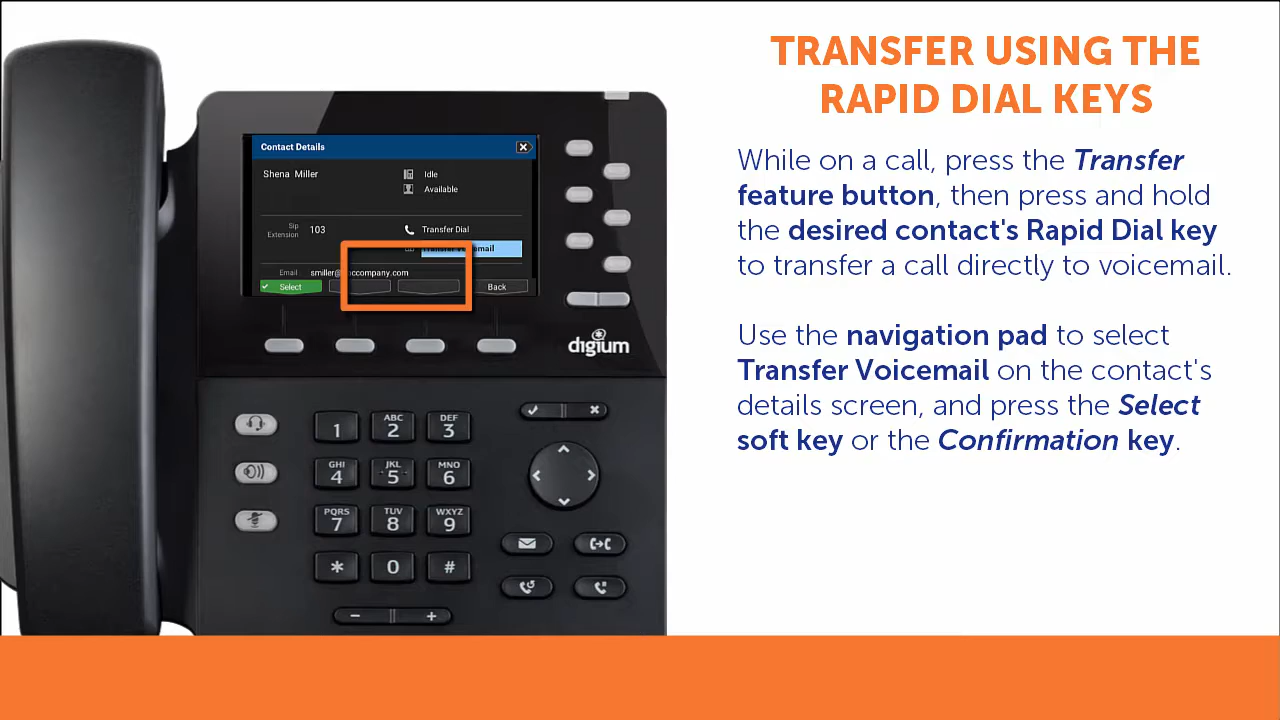 TRANSFER USING THE
RAPID DIAL KEYS
While on a call, press the Transfer
feature button, then press and hold
the desired contact's Rapid Dial key
to transfer a call directly to voicemail.
Use the navigation pad to select
Transfer Voicemail on the contact's
details screen, and press the Select
soft key or the Confirmation key.
Contact Details
Shena Miller
Idle
Available
Sip
Extension
103
Transfer Dial
Email
Select
Back
digium
1
ABC
2
DEF
3
GHI
4
JKL
5
MNO
6
PQRS
7
TUV
8
WXYZ
9
*
0
#
− +